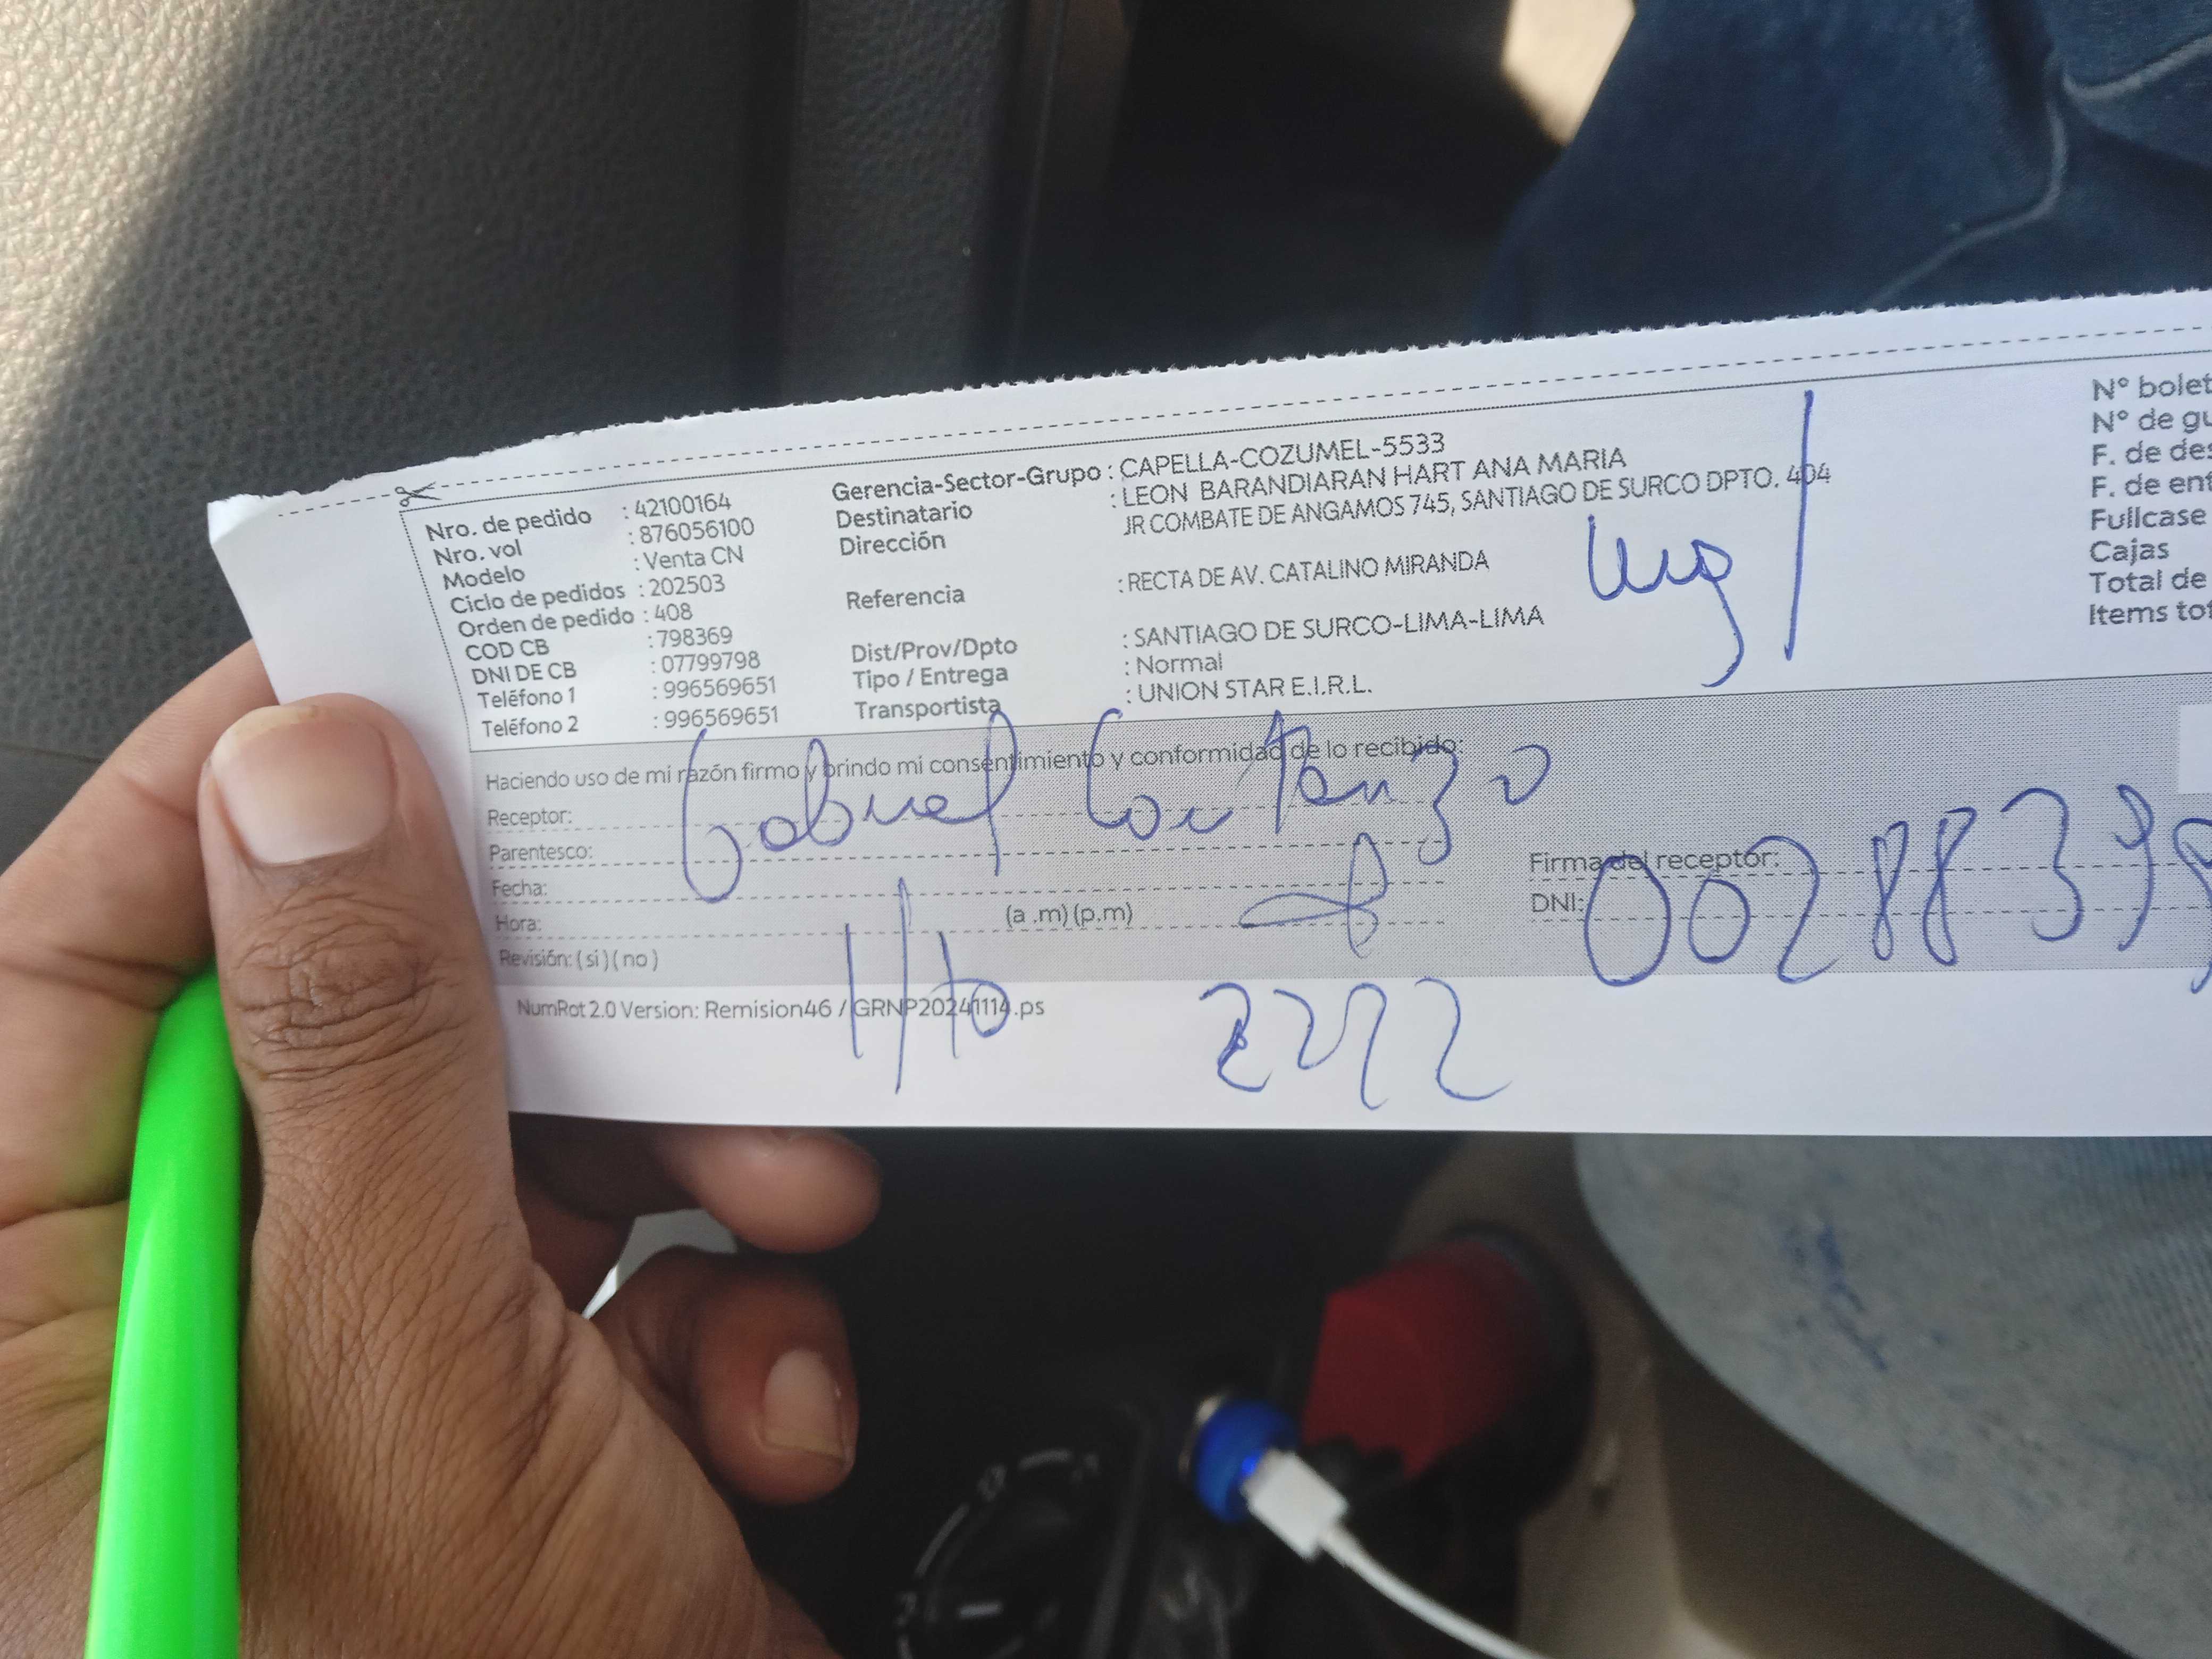 Nro. de pedido : 42100164
Nro. vol : 876056100
Modelo : Venta CN
Ciclo de pedidos : 202503
Orden de pedido : 408
COD CB : 798369
DNI DE CB : 07799798
Teléfono 1 : 996569651
Teléfono 2 : 996569651
Gerencia-Sector-Grupo : CAPELLA-COZUMEL-5533
Destinatario : LEON BARANDIARAN HART ANA MARIA
Dirección JR COMBATE DE ANGAMOS 745, SANTIAGO DE SURCO DPTO. 404
Referencia : RECTA DE AV. CATALINO MIRANDA
Dist/Prov/Dpto : SANTIAGO DE SURCO-LIMA-LIMA
Tipo / Entrega : Normal
Transportista : UNION STAR E.I.R.L.
N° bolet
N° de gu
F. de des
F. de ent
Fullcase
Cajas
Total de
Items tot
Haciendo uso de mi razón firmo y brindo mi consentimiento y conformidad de lo recibido:
Receptor: Gabriel
Parentesco:
Fecha:
Hora: (a .m) (p.m)
Revisión: ( si ) ( no )
Firma del receptor:
DNI: 0028839
NumRot 2.0 Version: Remision46 / GRNP20241114.ps